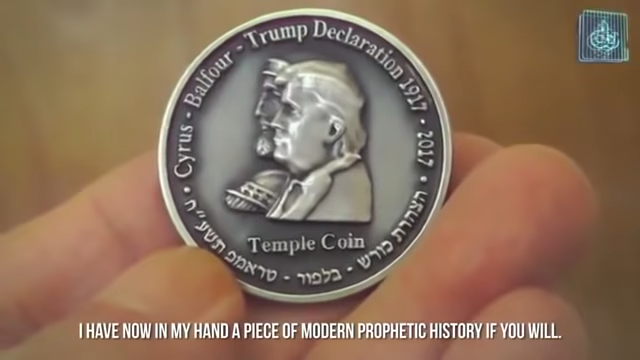 Cyrus - Balfour - Trump Declaration 1917 - 2017
Temple Coin
הצהרת כורש - בלפור - טראמפ תשע״ח
I HAVE NOW IN MY HAND A PIECE OF MODERN PROPHETIC HISTORY IF YOU WILL.